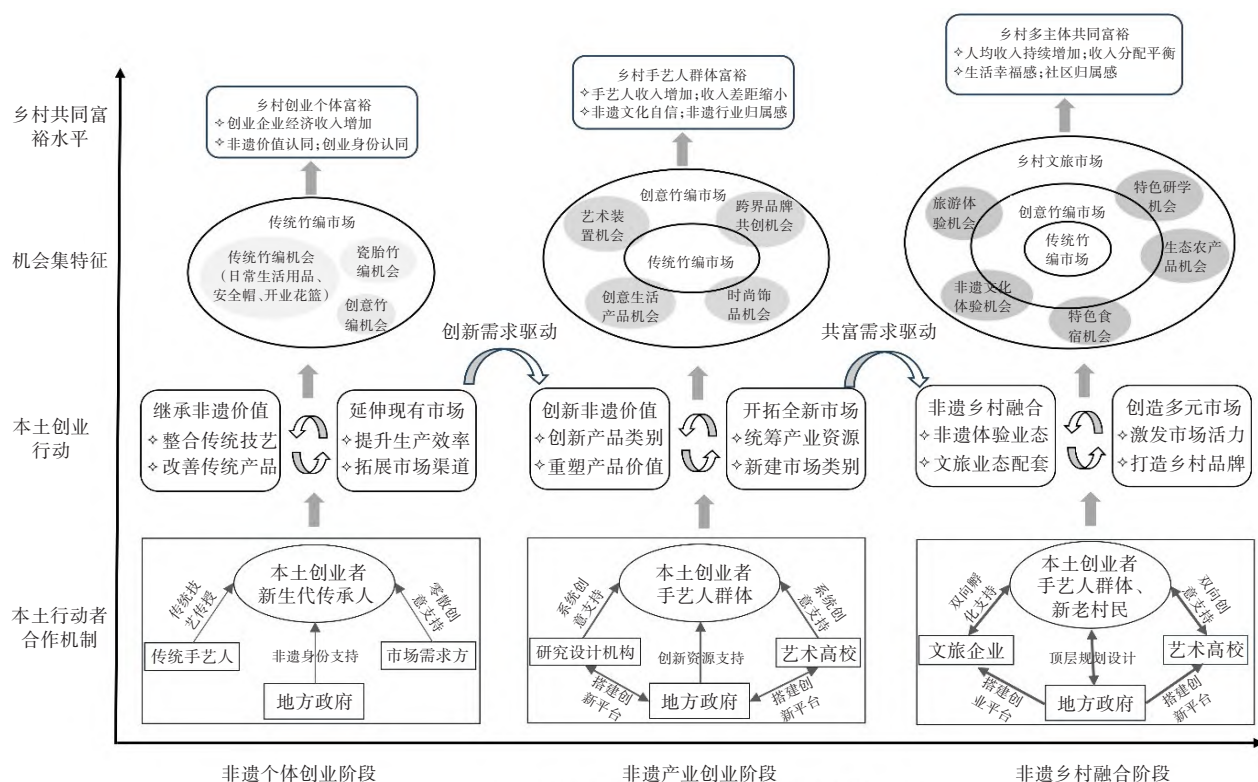 乡村共同富
裕水平
乡村创业个体富裕
✧创业企业经济收入增加
✧非遗价值认同;创业身份认同
乡村手艺人群体富裕
✧手艺人收入增加;收入差距缩小
✧非遗文化自信;非遗行业归属感
乡村多主体共同富裕
✧人均收入持续增加;收入分配平衡
✧生活幸福感;社区归属感
机会集特征
传统竹编市场
传统竹编机会
(日常生活用品、
安全帽、开业花篮)
瓷胎竹
编机会
创意竹
编机会
创意竹编市场
艺术装
置机会
跨界品牌
共创机会
传统竹编市场
创意生活
产品机会
时尚饰
品机会
乡村文旅市场
旅游体
验机会
特色研学
机会
创意竹编市场
传统竹
编市场
生态农产
品机会
非遗文化
体验机会
特色食
宿机会
创新需求驱动
共富需求驱动
本土创业
行动
继承非遗价值
✧整合传统技艺
✧改善传统产品
延伸现有市场
✧提升生产效率
✧拓展市场渠道
创新非遗价值
✧创新产品类别
✧重塑产品价值
开拓全新市场
✧统筹产业资源
✧新建市场类别
非遗乡村融合
✧非遗体验业态
✧文旅业态配套
创造多元市场
✧激发市场活力
✧打造乡村品牌
本土行动者
合作机制
本土创业者
新生代传承人
传统技
艺传授
零散创
意支持
传统手艺人
非遗身份支持
市场需求方
地方政府
本土创业者
手艺人群体
系统创
意支持
系统创
意支持
研究设计机构
创新资源支持
艺术高校
搭建创
新平台
地方政府
搭建创
新平台
本土创业者
手艺人群体、
新老村民
双向孵
化支持
双向创
意支持
文旅企业
顶层规划设计
艺术高校
搭建创
业平台
地方政府
搭建创
新平台
非遗个体创业阶段
非遗产业创业阶段
非遗乡村融合阶段